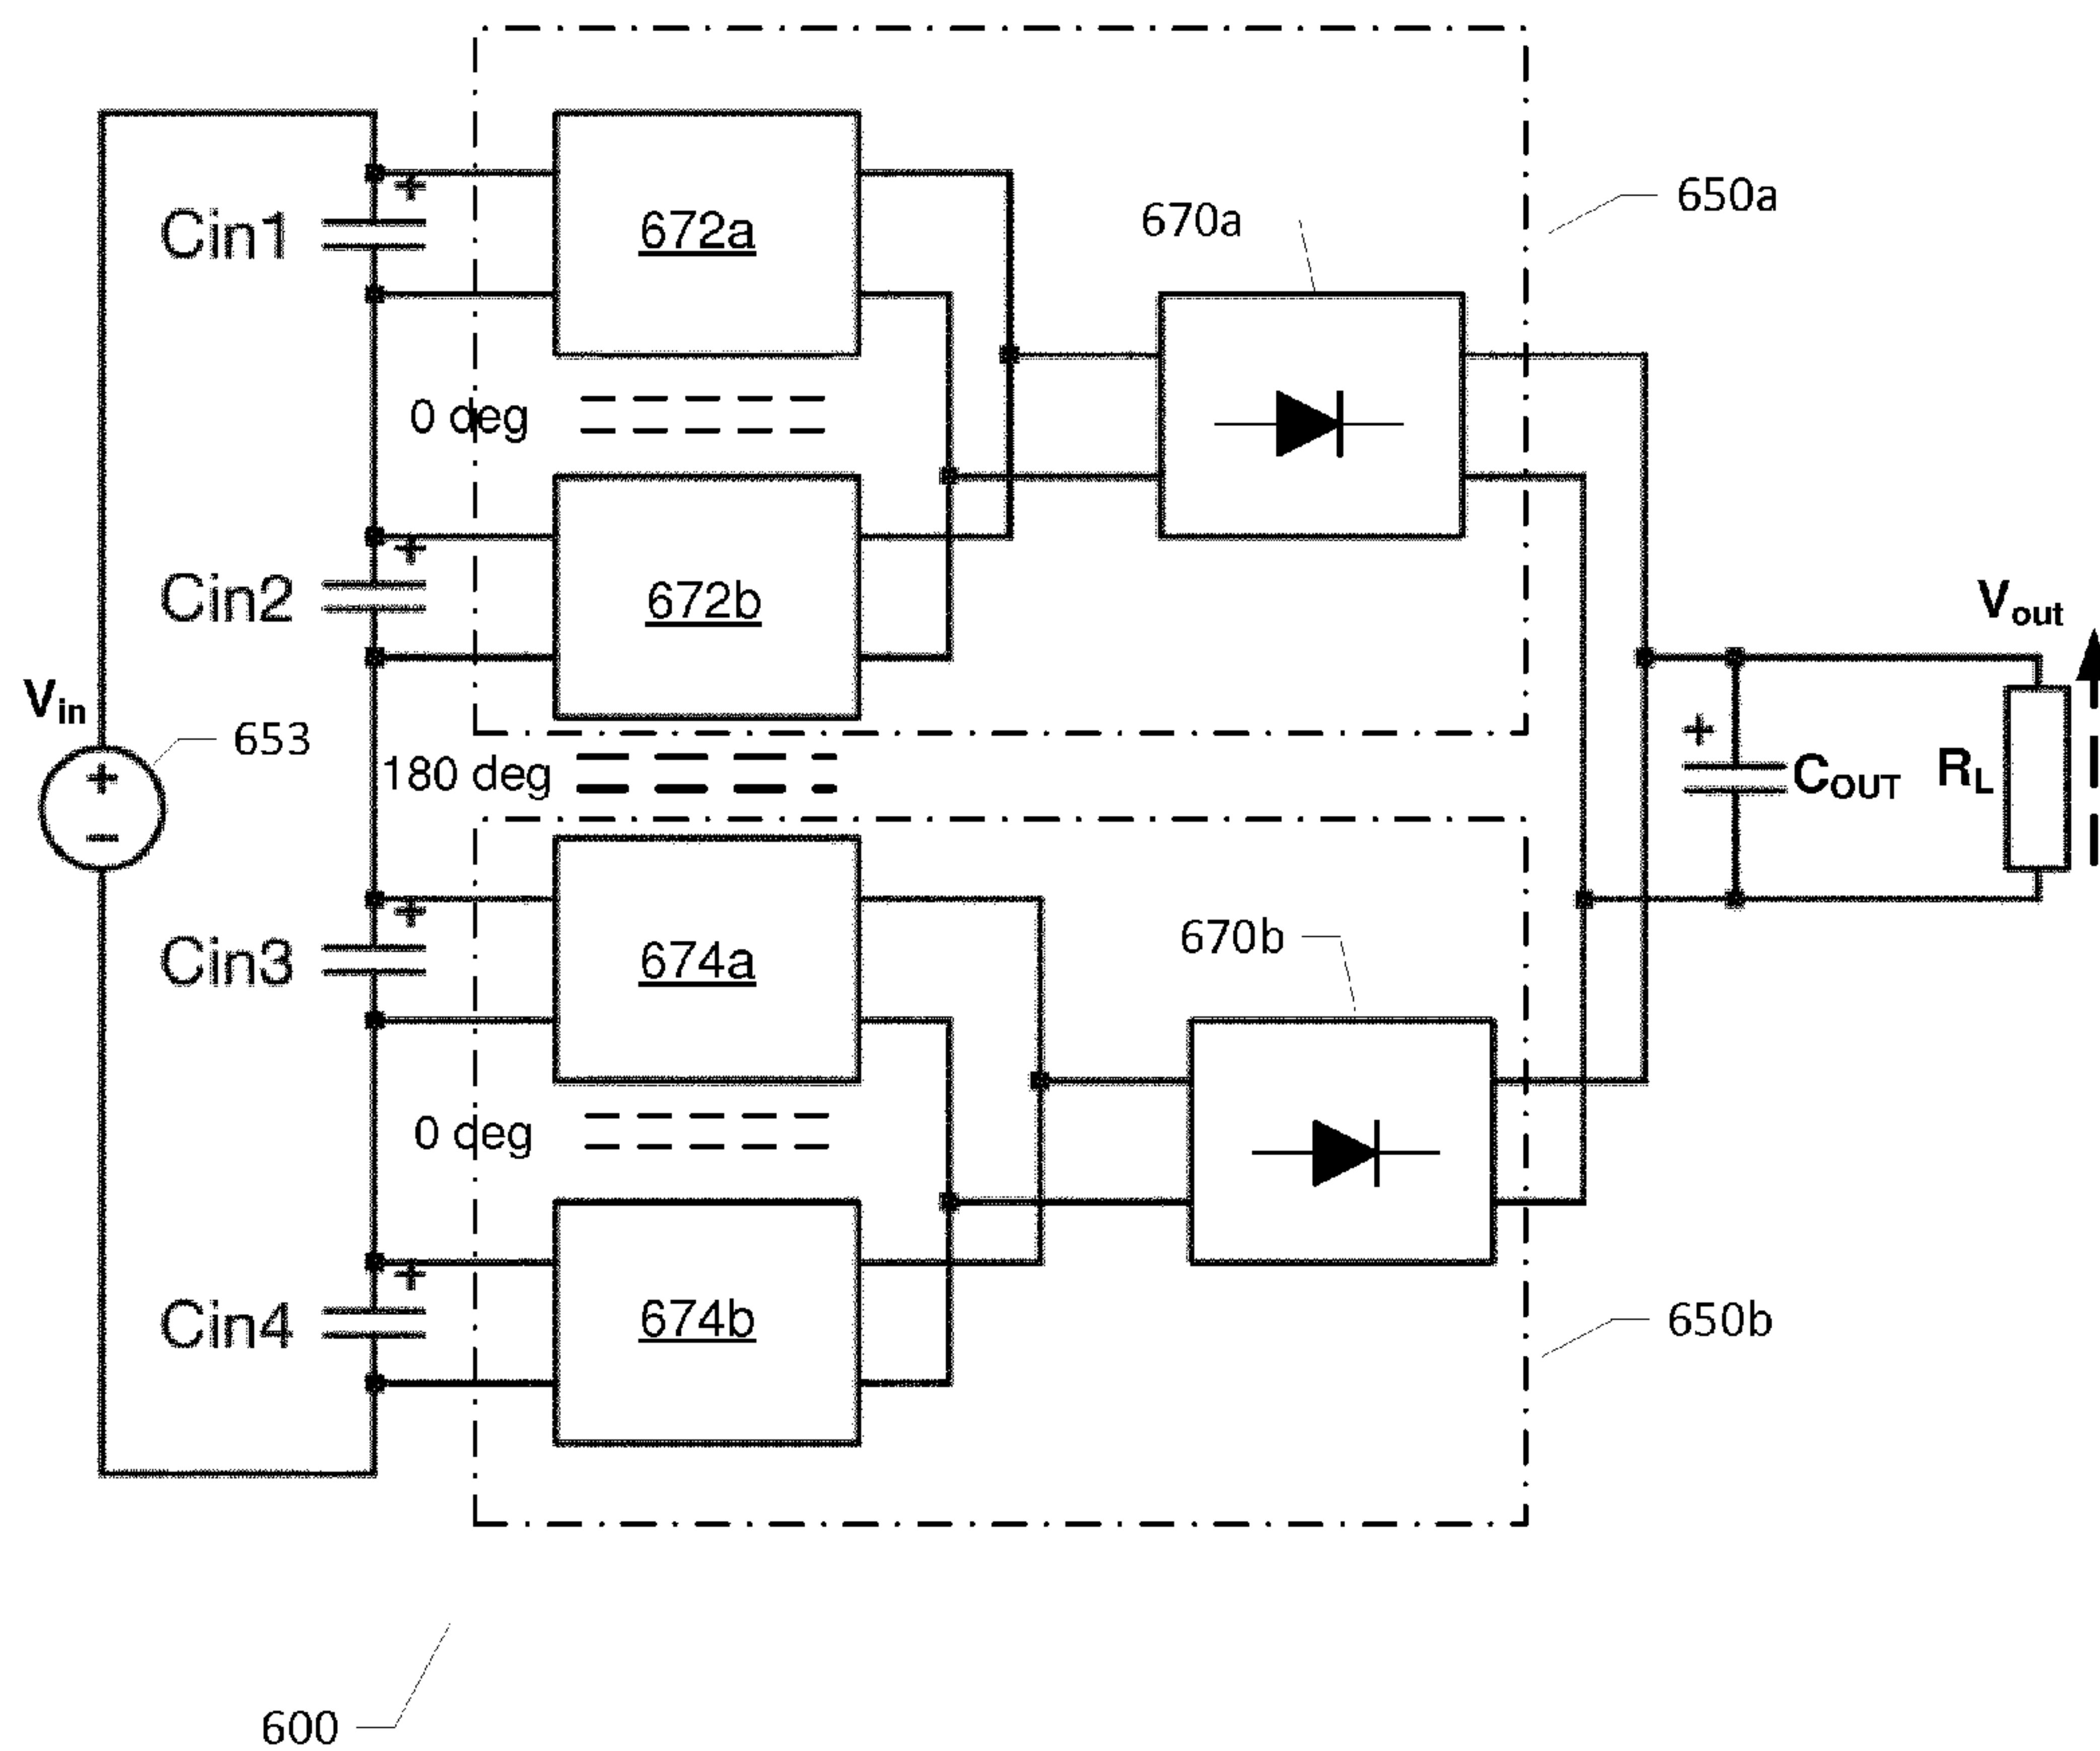 650a
670a
672a
Cin1
0 deg
672b
Cin2
Vout
Vin
653
180 deg
+
+
+
+
+
−
+
COUT
RL
674a
Cin3
670b
0 deg
674b
Cin4
650b
600